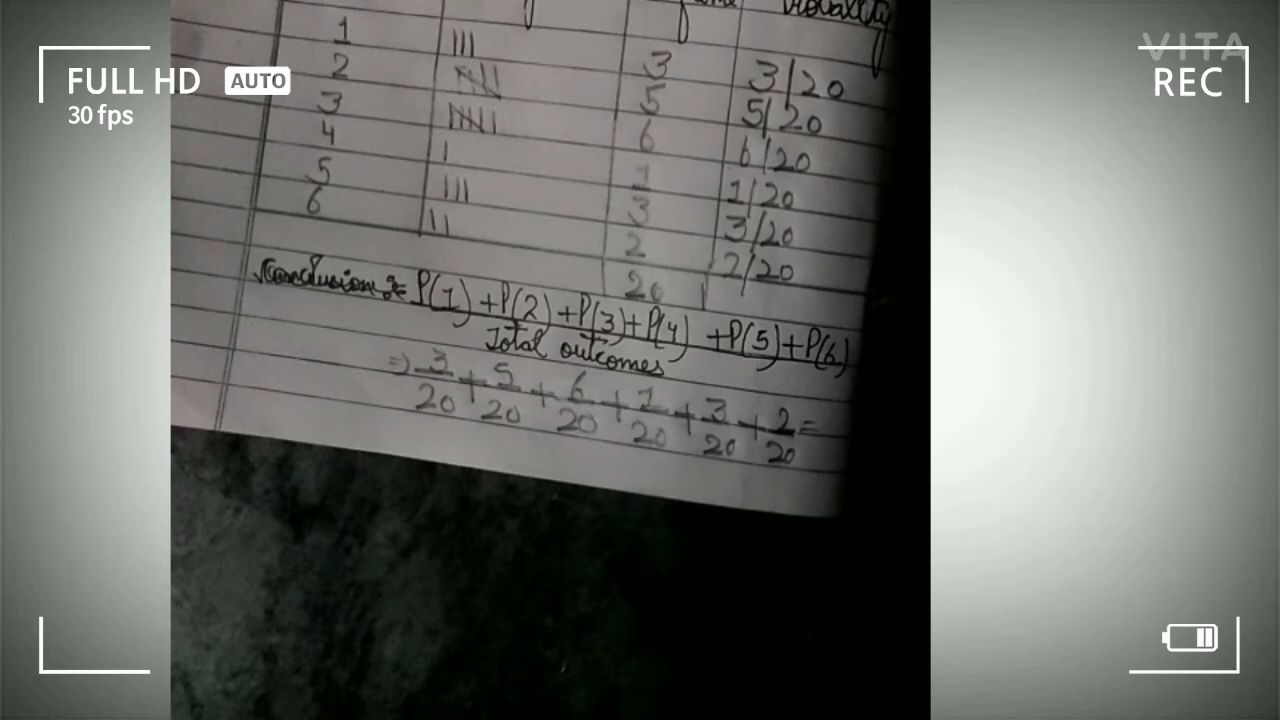 VITA
FULL HD AUTO
REC
30 fps
1 ||| 3 3/20
2 |||| 5 5/20
3 |||| | 6 6/20
4 | 1 1/20
5 ||| 3 3/20
6 || 2 2/20
20
Conclusion := P(1) + P(2) + P(3) + P(4) + P(5) + P(6)
Total outcomes
=) 3/20 + 5/20 + 6/20 + 1/20 + 3/20 + 2/20 =